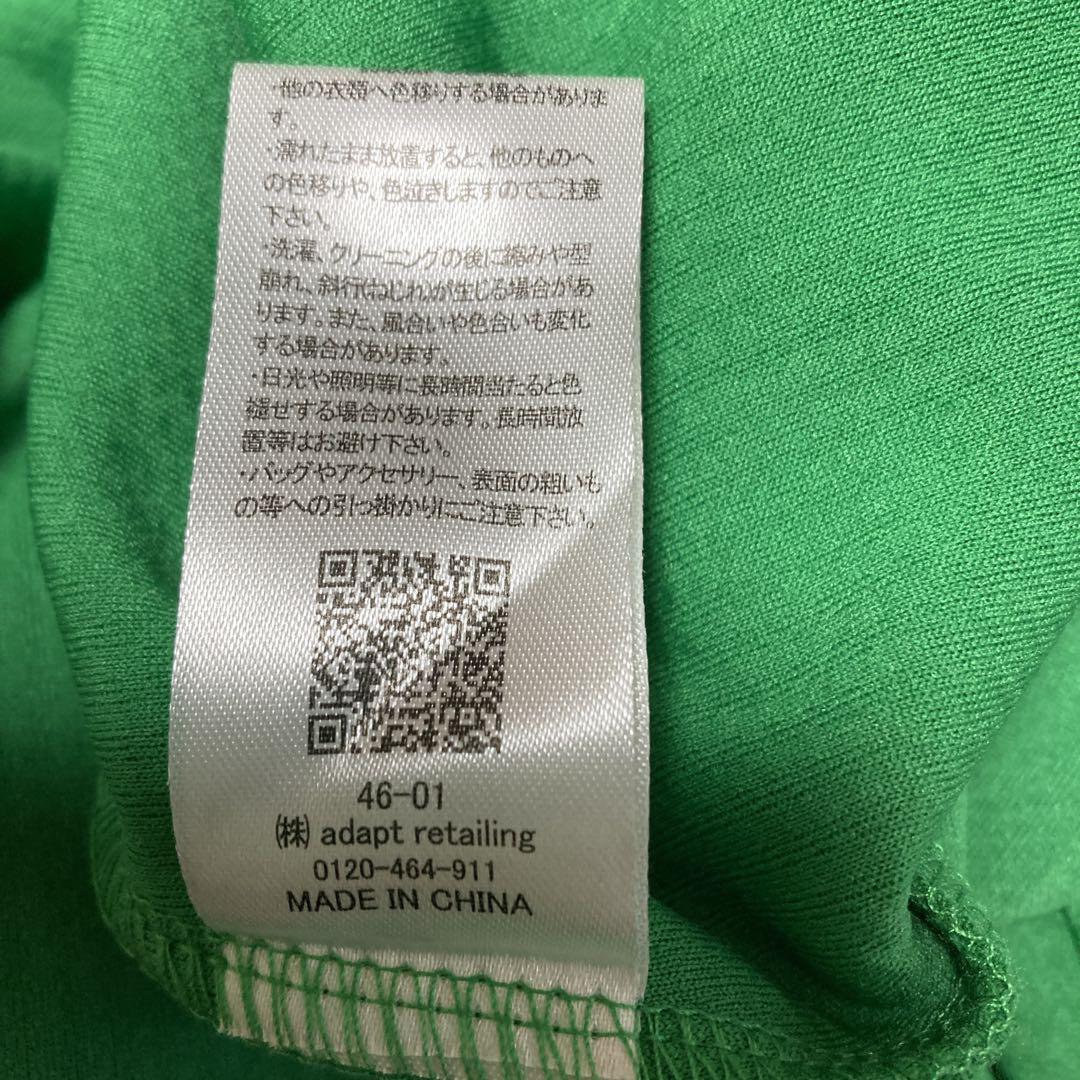 ・他の衣類へ色移りする場合がありま
す。
・濡れたまま放置すると、他のものへ
の色移りや、色泣きしますのでご注意
下さい。
・洗濯、クリーニングの後に縮みや型
崩れ、斜行(ねじれ)が生じる場合があ
ります。また、風合いや色合いも変化
する場合があります。
・日光や照明等に長時間当たると色
褪せする場合があります。長時間放
置等はお避け下さい。
・バッグやアクセサリー、表面の粗いも
の等への引っ掛かりにご注意下さい。
46-01
㈱ adapt retailing
0120-464-911
MADE IN CHINA